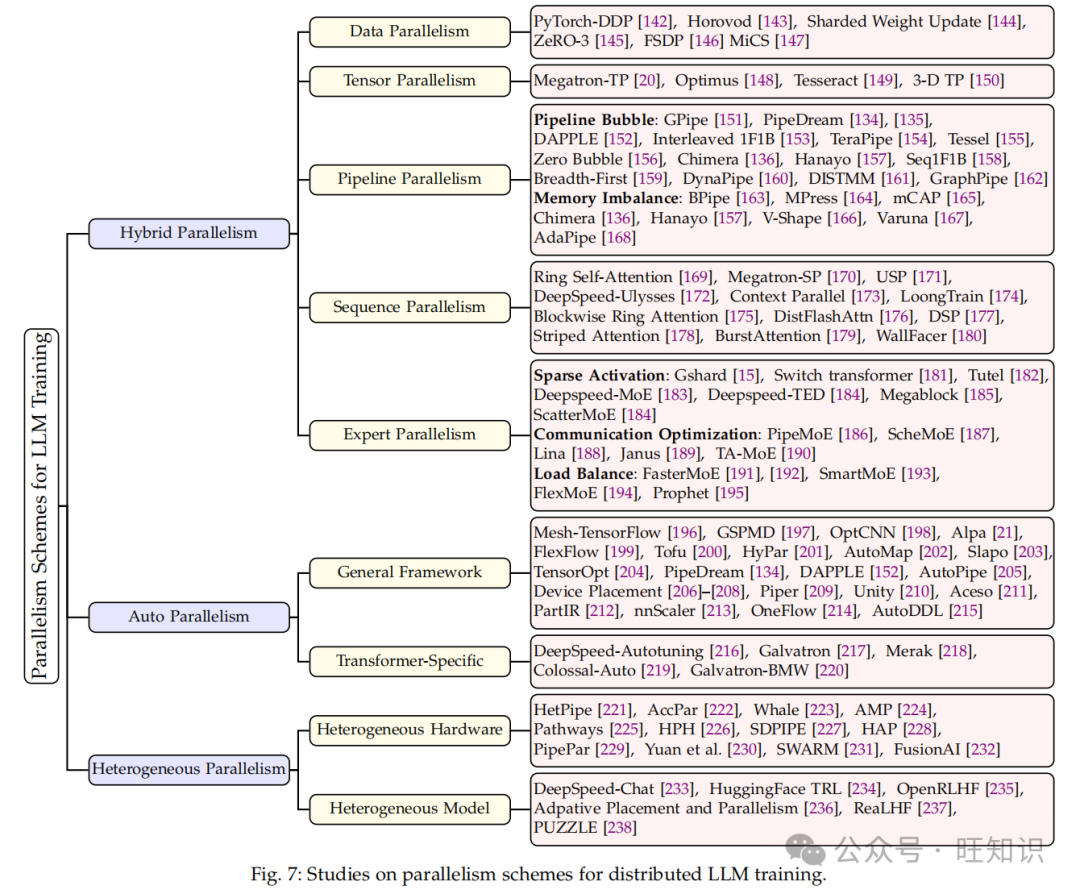 Parallelism Schemes for LLM Training
Hybrid Parallelism
Data Parallelism
PyTorch-DDP [142], Horovod [143], Sharded Weight Update [144],
ZeRO-3 [145], FSDP [146] MiCS [147]
Tensor Parallelism
Megatron-TP [20], Optimus [148], Tesseract [149], 3-D TP [150]
Pipeline Parallelism
Pipeline Bubble: GPipe [151], PipeDream [134], [135],
DAPPLE [152], Interleaved 1F1B [153], TeraPipe [154], Tessel [155],
Zero Bubble [156], Chimera [136], Hanayo [157], Seq1F1B [158],
Breadth-First [159], DynaPipe [160], DISTMM [161], GraphPipe [162]
Memory Imbalance: BPipe [163], MPress [164], mCAP [165],
Chimera [136], Hanayo [157], V-Shape [166], Varuna [167],
AdaPipe [168]
Sequence Parallelism
Ring Self-Attention [169], Megatron-SP [170], USP [171],
DeepSpeed-Ulysses [172], Context Parallel [173], LoongTrain [174],
Blockwise Ring Attention [175], DistFlashAttn [176], DSP [177],
Striped Attention [178], BurstAttention [179], WallFacer [180]
Expert Parallelism
Sparse Activation: Gshard [15], Switch transformer [181], Tutel [182],
Deepspeed-MoE [183], Deepspeed-TED [184], Megablock [185],
ScatterMoE [184]
Communication Optimization: PipeMoE [186], ScheMoE [187],
Lina [188], Janus [189], TA-MoE [190]
Load Balance: FasterMoE [191], [192], SmartMoE [193],
FlexMoE [194], Prophet [195]
Auto Parallelism
General Framework
Mesh-TensorFlow [196], GSPMD [197], OptCNN [198], Alpa [21],
FlexFlow [199], Tofu [200], HyPar [201], AutoMap [202], Slapo [203],
TensorOpt [204], PipeDream [134], DAPPLE [152], AutoPipe [205],
Device Placement [206]–[208], Piper [209], Unity [210], Aceso [211],
PartIR [212], nnScaler [213], OneFlow [214], AutoDDL [215]
Transformer-Specific
DeepSpeed-Autotuning [216], Galvatron [217], Merak [218],
Colossal-Auto [219], Galvatron-BMW [220]
Heterogeneous Parallelism
Heterogeneous Hardware
HetPipe [221], AccPar [222], Whale [223], AMP [224],
Pathways [225], HPH [226], SDPIPE [227], HAP [228],
PipePar [229], Yuan et al. [230], SWARM [231], FusionAI [232]
Heterogeneous Model
DeepSpeed-Chat [233], HuggingFace TRL [234], OpenRLHF [235],
Adpative Placement and Parallelism [236], ReaLHF [237],
PUZZLE [238]
公众号 · 旺知识
Fig. 7: Studies on parallelism schemes for distributed LLM training.